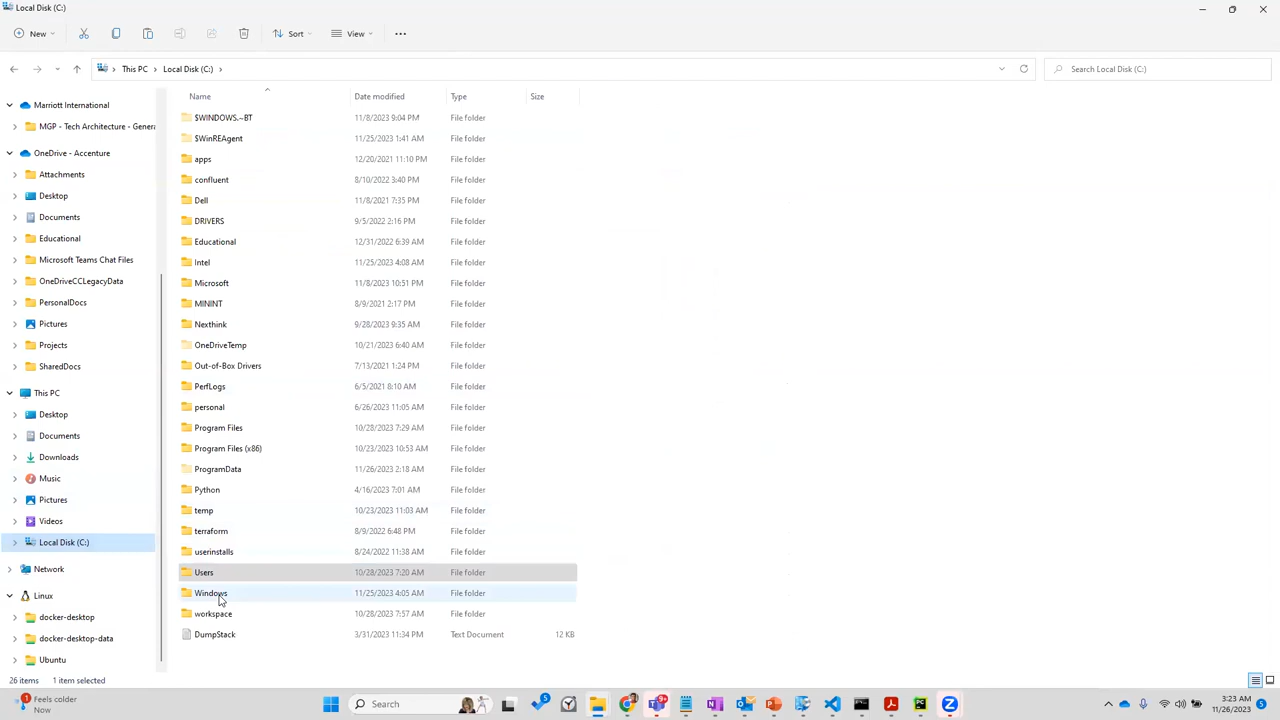 Local Disk (C:)
New
Sort
View
This PC
Local Disk (C:)
Search Local Disk (C:)
Marriott International
MGP - Tech Architecture - Genera
OneDrive - Accenture
Attachments
Desktop
Documents
Educational
Microsoft Teams Chat Files
OneDriveCCLegacyData
PersonalDocs
Pictures
Projects
SharedDocs
This PC
Desktop
Documents
Downloads
Music
Pictures
Videos
Local Disk (C:)
Network
Linux
docker-desktop
docker-desktop-data
Ubuntu
Name Date modified Type Size
$WINDOWS.~BT 11/8/2023 9:04 PM File folder
$WinREAgent 11/25/2023 1:41 AM File folder
apps 12/20/2021 11:10 PM File folder
confluent 8/10/2022 3:40 PM File folder
Dell 11/8/2021 7:35 PM File folder
DRIVERS 9/5/2022 2:16 PM File folder
Educational 12/31/2022 6:39 AM File folder
Intel 11/25/2023 4:08 AM File folder
Microsoft 11/8/2023 10:51 PM File folder
MININT 8/9/2021 2:17 PM File folder
Nexthink 9/28/2023 9:35 AM File folder
OneDriveTemp 10/21/2023 6:40 AM File folder
Out-of-Box Drivers 7/13/2021 1:24 PM File folder
PerfLogs 6/5/2021 8:10 AM File folder
personal 6/26/2023 11:05 AM File folder
Program Files 10/28/2023 7:29 AM File folder
Program Files (x86) 10/23/2023 10:53 AM File folder
ProgramData 11/26/2023 2:18 AM File folder
Python 4/16/2023 7:01 AM File folder
temp 10/23/2023 11:03 AM File folder
terraform 8/9/2022 6:48 PM File folder
userinstalls 8/24/2022 11:38 AM File folder
Users 10/28/2023 7:20 AM File folder
Windows 11/25/2023 4:05 AM File folder
workspace 10/28/2023 7:57 AM File folder
DumpStack 3/31/2023 11:34 PM Text Document 12 KB
26 items 1 item selected
1
Feels colder
Now
Search
5
9+
3:23 AM
11/26/2023
5